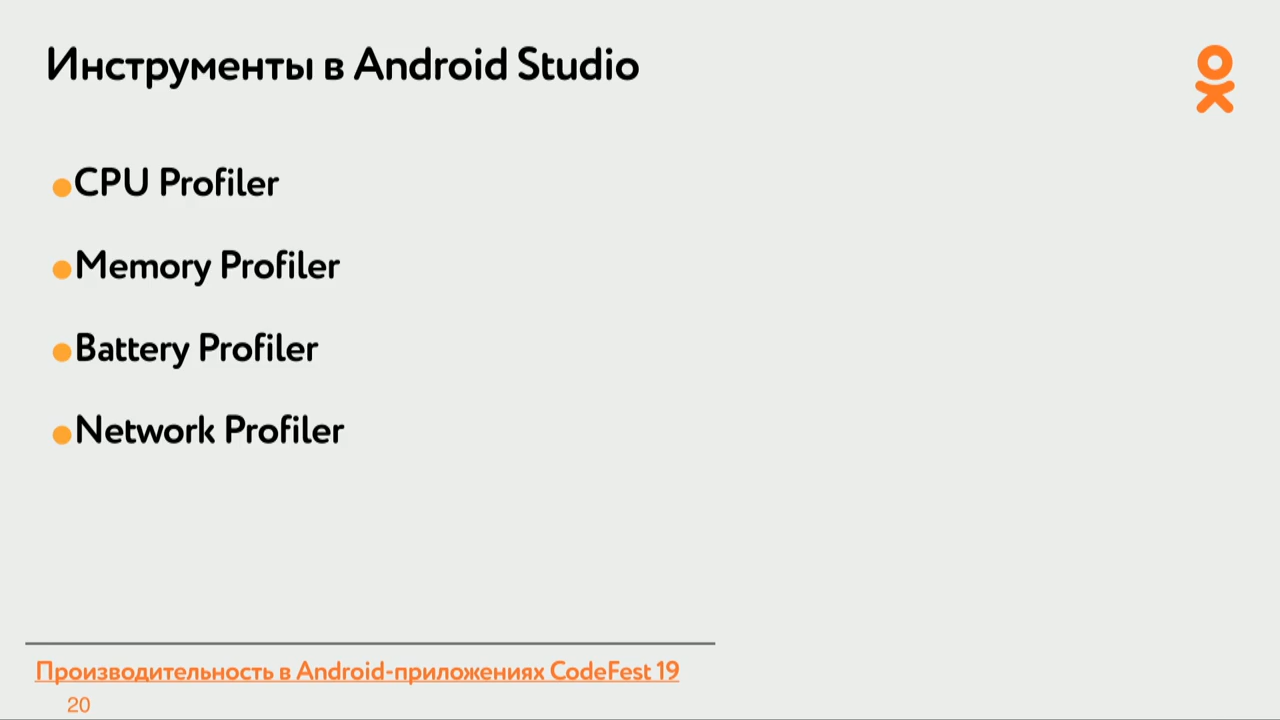 Инструменты в Android Studio
CPU Profiler
Memory Profiler
Battery Profiler
Network Profiler
Производительность в Android-приложениях CodeFest 19
20